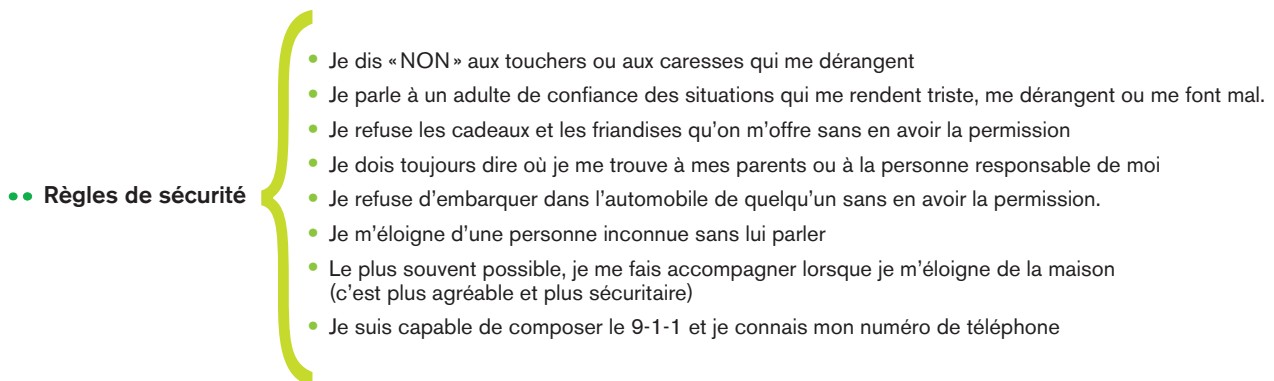 Règles de sécurité
• Je dis «NON» aux touchers ou aux caresses qui me dérangent
• Je parle à un adulte de confiance des situations qui me rendent triste, me dérangent ou me font mal.
• Je refuse les cadeaux et les friandises qu'on m'offre sans en avoir la permission
• Je dois toujours dire où je me trouve à mes parents ou à la personne responsable de moi
• Je refuse d'embarquer dans l'automobile de quelqu'un sans en avoir la permission.
• Je m'éloigne d'une personne inconnue sans lui parler
• Le plus souvent possible, je me fais accompagner lorsque je m'éloigne de la maison
(c'est plus agréable et plus sécuritaire)
• Je suis capable de composer le 9-1-1 et je connais mon numéro de téléphone